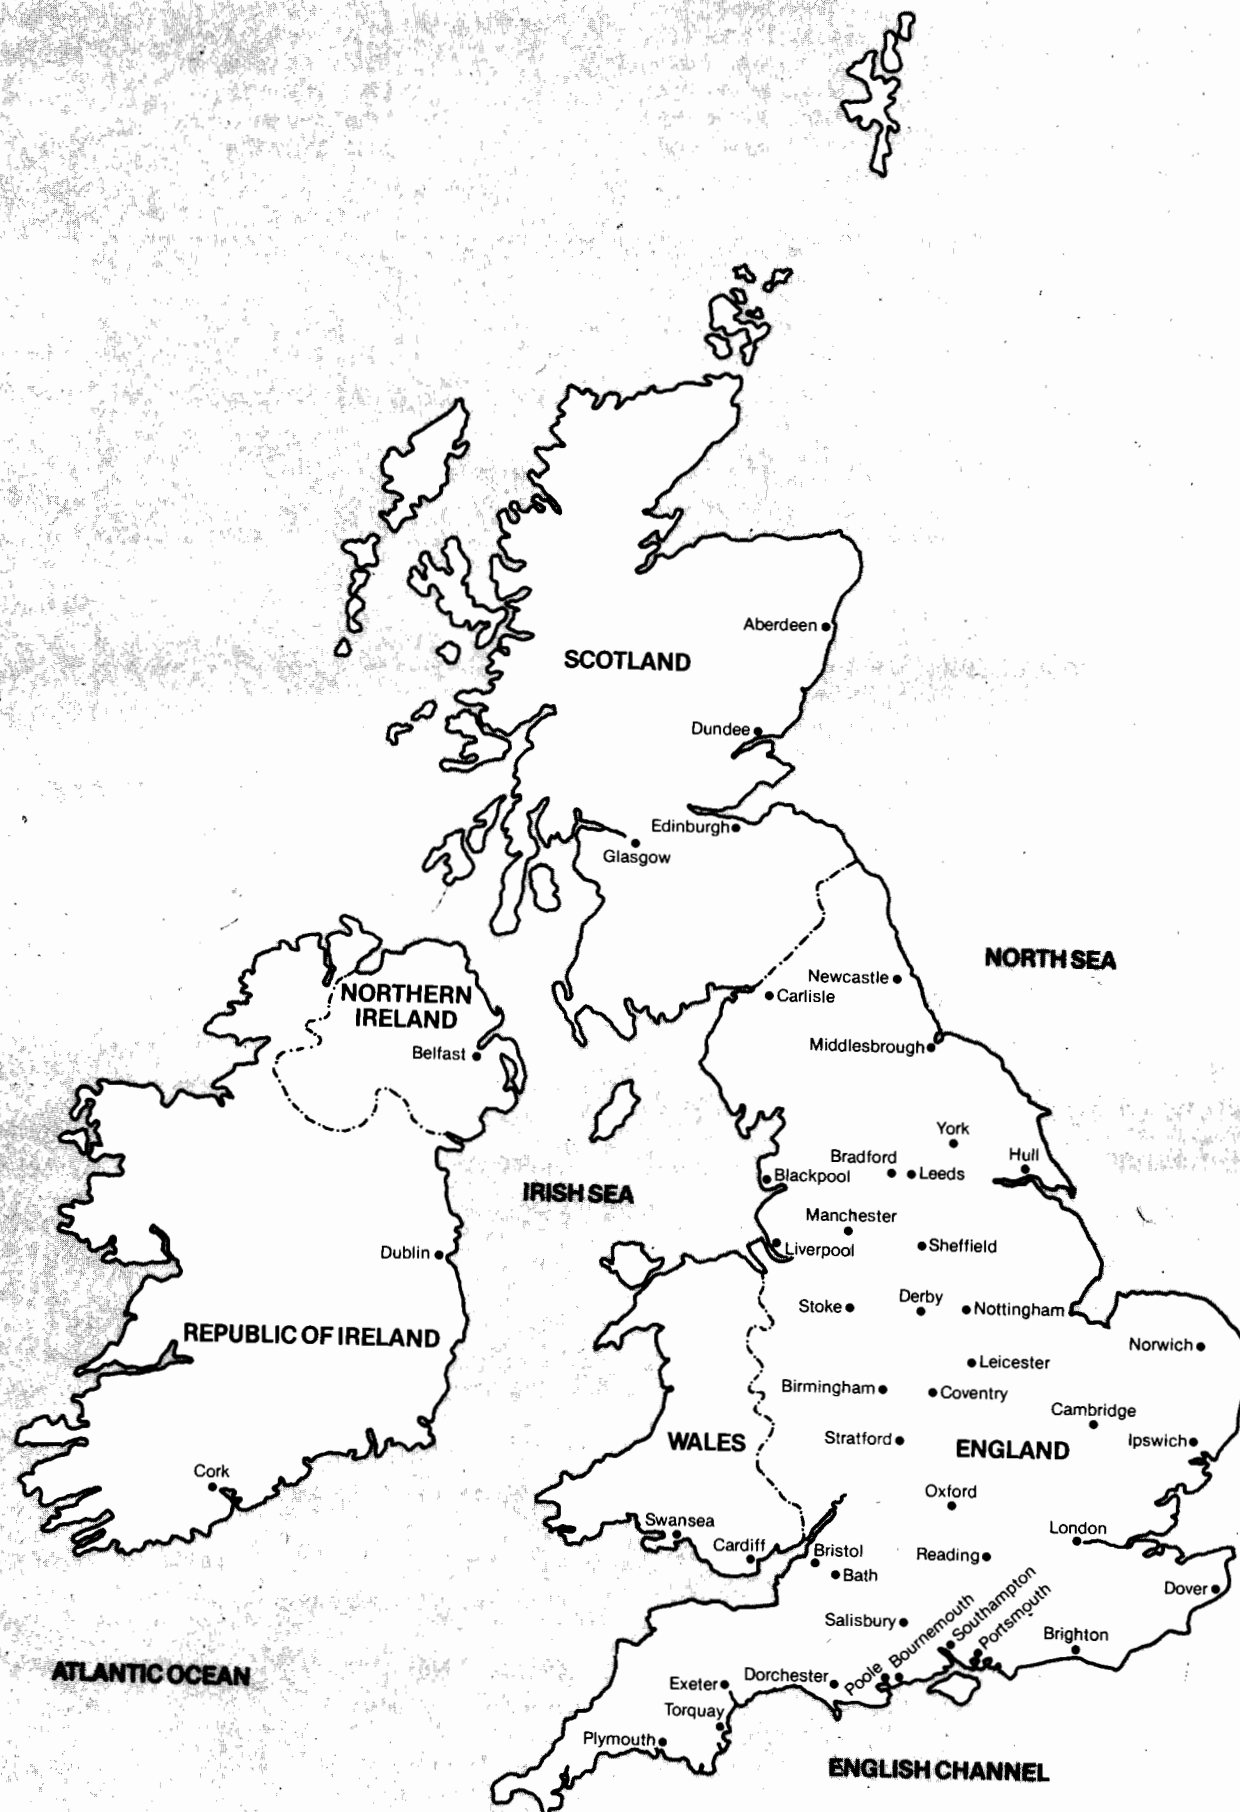 Aberdeen
SCOTLAND
Dundee
Edinburgh
Glasgow
NORTH SEA
Newcastle
Carlisle
NORTHERN
IRELAND
Belfast
Middlesbrough
York
Bradford
Leeds
Hull
Blackpool
IRISH SEA
Manchester
Liverpool
Sheffield
Dublin
Stoke
Derby
Nottingham
REPUBLIC OF IRELAND
Norwich
Leicester
Birmingham
Coventry
Cambridge
WALES
Stratford
ENGLAND
Ipswich
Cork
Oxford
Swansea
Cardiff
London
Bristol
Reading
Bath
Dover
Salisbury
Bournemouth
Southampton
Portsmouth
Brighton
ATLANTIC OCEAN
Exeter
Dorchester
Poole
Torquay
Plymouth
ENGLISH CHANNEL